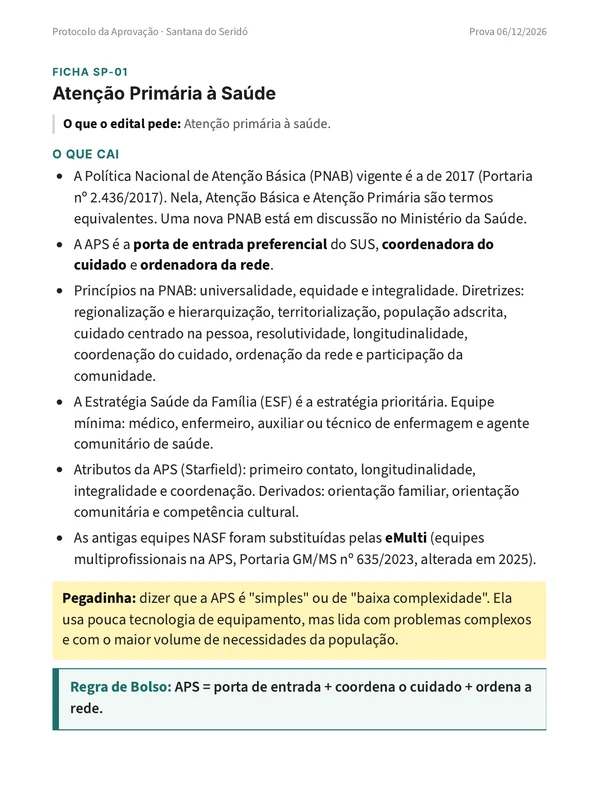 Protocolo da Aprovação · Santana do Seridó
Prova 06/12/2026
FICHA SP-01
Atenção Primária à Saúde
O que o edital pede: Atenção primária à saúde.
O QUE CAI
• A Política Nacional de Atenção Básica (PNAB) vigente é a de 2017 (Portaria
nº 2.436/2017). Nela, Atenção Básica e Atenção Primária são termos
equivalentes. Uma nova PNAB está em discussão no Ministério da Saúde.
• A APS é a porta de entrada preferencial do SUS, coordenadora do
cuidado e ordenadora da rede.
• Princípios na PNAB: universalidade, equidade e integralidade. Diretrizes:
regionalização e hierarquização, territorialização, população adscrita,
cuidado centrado na pessoa, resolutividade, longitudinalidade,
coordenação do cuidado, ordenação da rede e participação da
comunidade.
• A Estratégia Saúde da Família (ESF) é a estratégia prioritária. Equipe
mínima: médico, enfermeiro, auxiliar ou técnico de enfermagem e agente
comunitário de saúde.
• Atributos da APS (Starfield): primeiro contato, longitudinalidade,
integralidade e coordenação. Derivados: orientação familiar, orientação
comunitária e competência cultural.
• As antigas equipes NASF foram substituídas pelas eMulti (equipes
multiprofissionais na APS, Portaria GM/MS nº 635/2023, alterada em 2025).
Pegadinha: dizer que a APS é "simples" ou de "baixa complexidade". Ela
usa pouca tecnologia de equipamento, mas lida com problemas complexos
e com o maior volume de necessidades da população.
Regra de Bolso: APS = porta de entrada + coordena o cuidado + ordena a
rede.